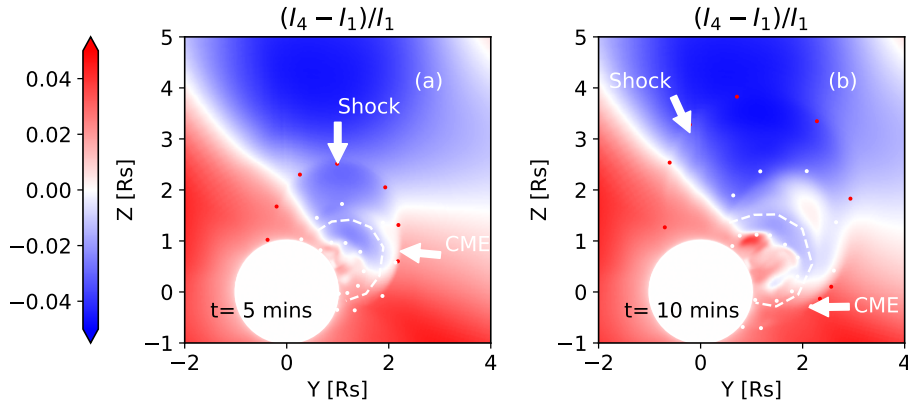 (I₄ − I₁)/I₁
(I₄ − I₁)/I₁
0.04
0.02
0.00
−0.02
−0.04
5
4
3
2
1
0
−1
Z [Rs]
(a)
Shock
CME
t= 5 mins
−2
0
2
4
Y [Rs]
5
4
3
2
1
0
−1
Z [Rs]
(b)
Shock
CME
t= 10 mins
−2
0
2
4
Y [Rs]